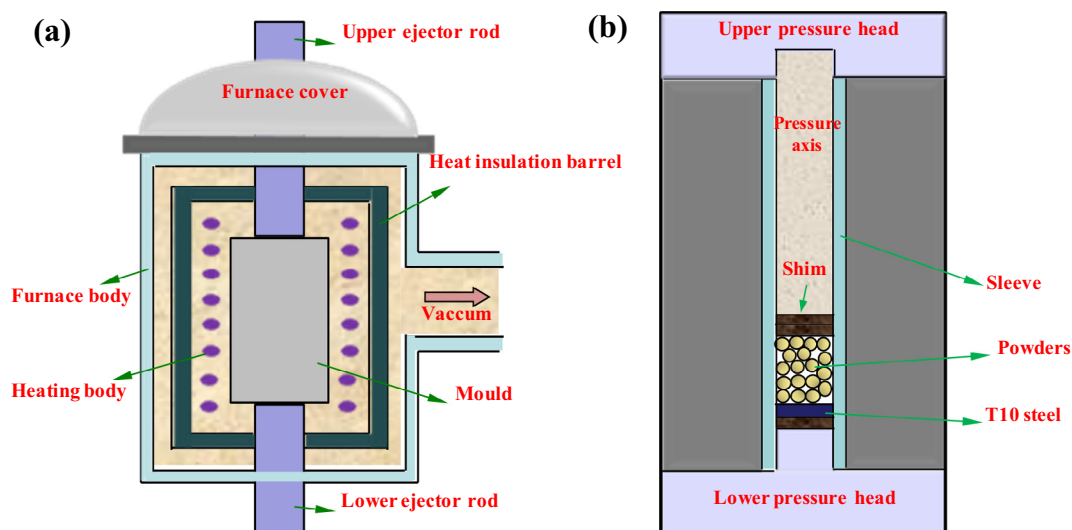 (a)
Upper ejector rod
Furnace cover
Heat insulation barrel
Furnace body
Vaccum
Heating body
Mould
Lower ejector rod
(b)
Upper pressure head
Pressure
axis
Shim
Sleeve
Powders
T10 steel
Lower pressure head